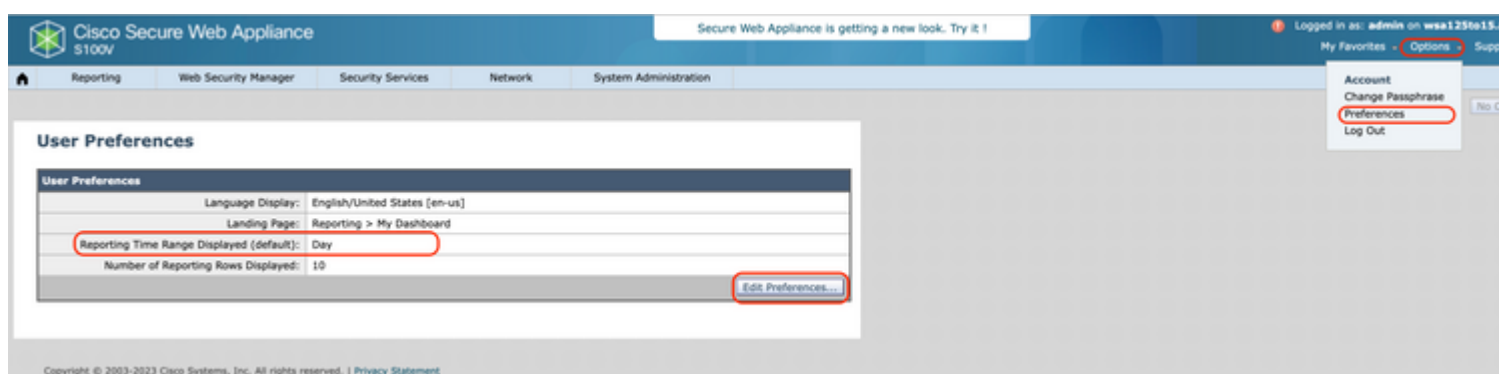 Cisco Secure Web Appliance
S100V
Secure Web Appliance is getting a new look. Try it !
Logged in as: admin on wsa125to15.
My Favorites Options Supp
Reporting Web Security Manager Security Services Network System Administration
Account
Change Passphrase
Preferences
Log Out
No C
User Preferences
User Preferences
Language Display: English/United States [en-us]
Landing Page: Reporting > My Dashboard
Reporting Time Range Displayed (default): Day
Number of Reporting Rows Displayed: 10
Edit Preferences...
Copyright © 2003-2023 Cisco Systems, Inc. All rights reserved. | Privacy Statement